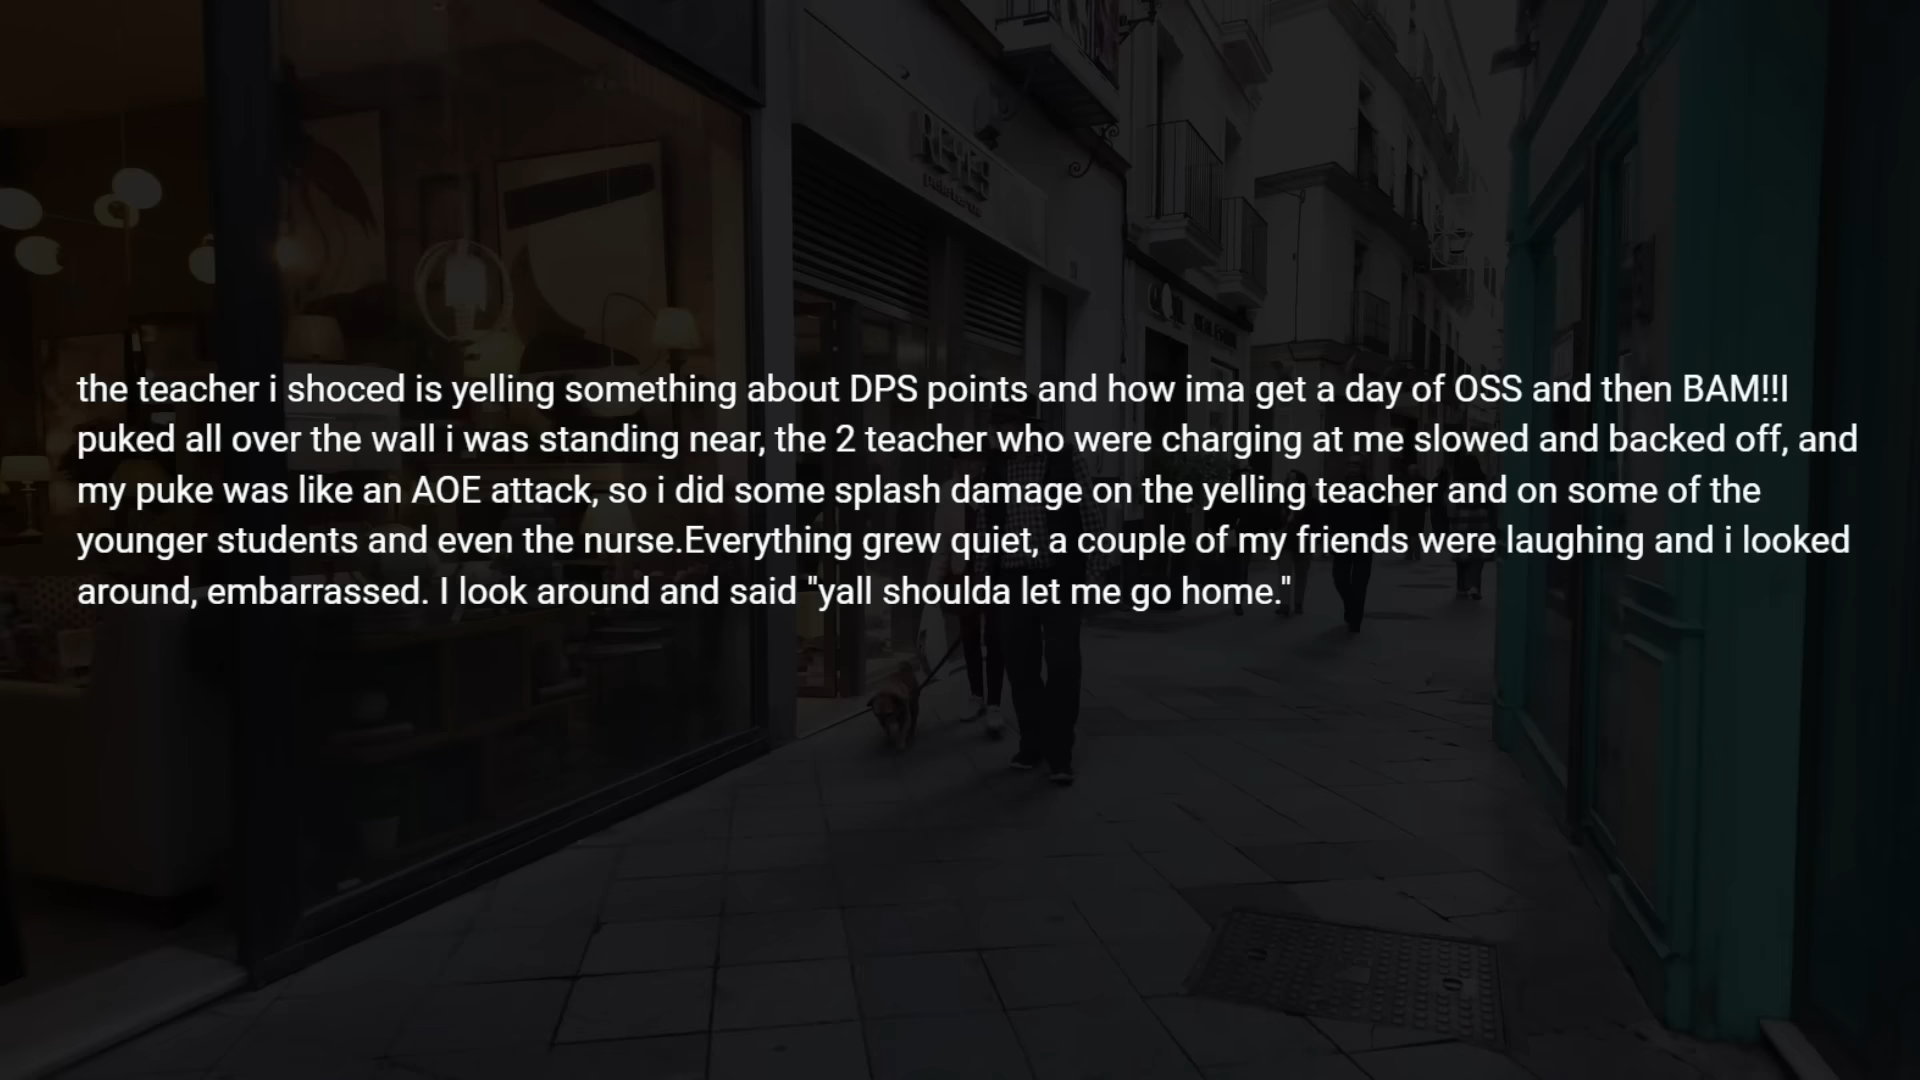 REYES
the teacher i shoced is yelling something about DPS points and how ima get a day of OSS and then BAM!!!I
puked all over the wall i was standing near, the 2 teacher who were charging at me slowed and backed off, and
my puke was like an AOE attack, so i did some splash damage on the yelling teacher and on some of the
younger students and even the nurse.Everything grew quiet, a couple of my friends were laughing and i looked
around, embarrassed. I look around and said "yall shoulda let me go home."